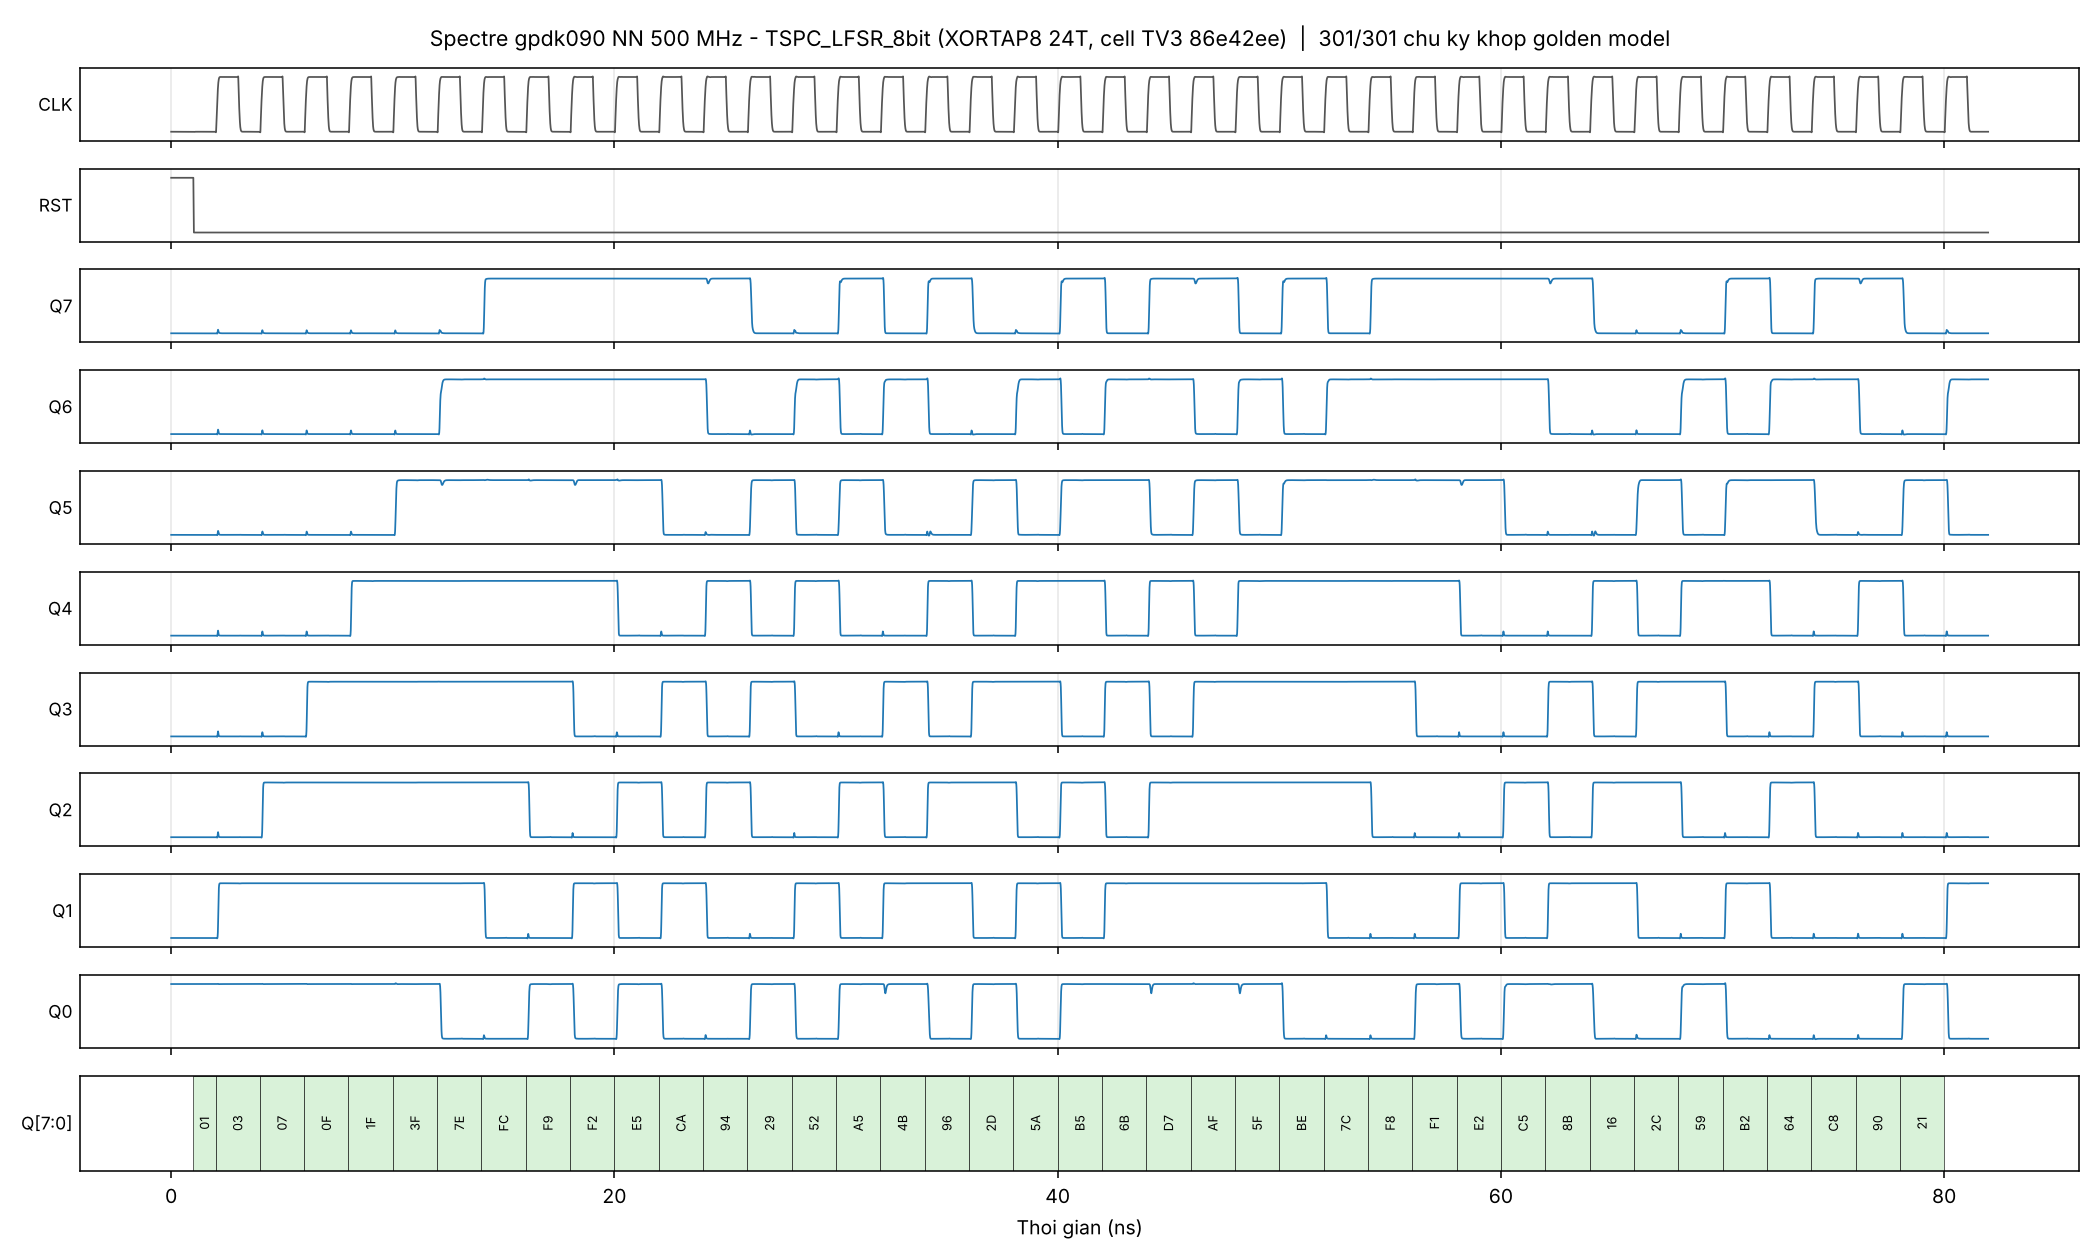 Spectre gpdk090 NN 500 MHz - TSPC_LFSR_8bit (XORTAP8 24T, cell TV3 86e42ee) | 301/301 chu ky khop golden model
CLK
RST
Q7
Q6
Q5
Q4
Q3
Q2
Q1
Q0
Q[7:0] 01 03 07 0F 1F 3F 7E FC F9 F2 E5 CA 94 29 52 A5 4B 96 2D 5A B5 6B D7 AF 5F BE 7C F8 F1 E2 C5 8B 16 2C 59 B2 64 C8 90 21
0 20 40 60 80
Thoi gian (ns)